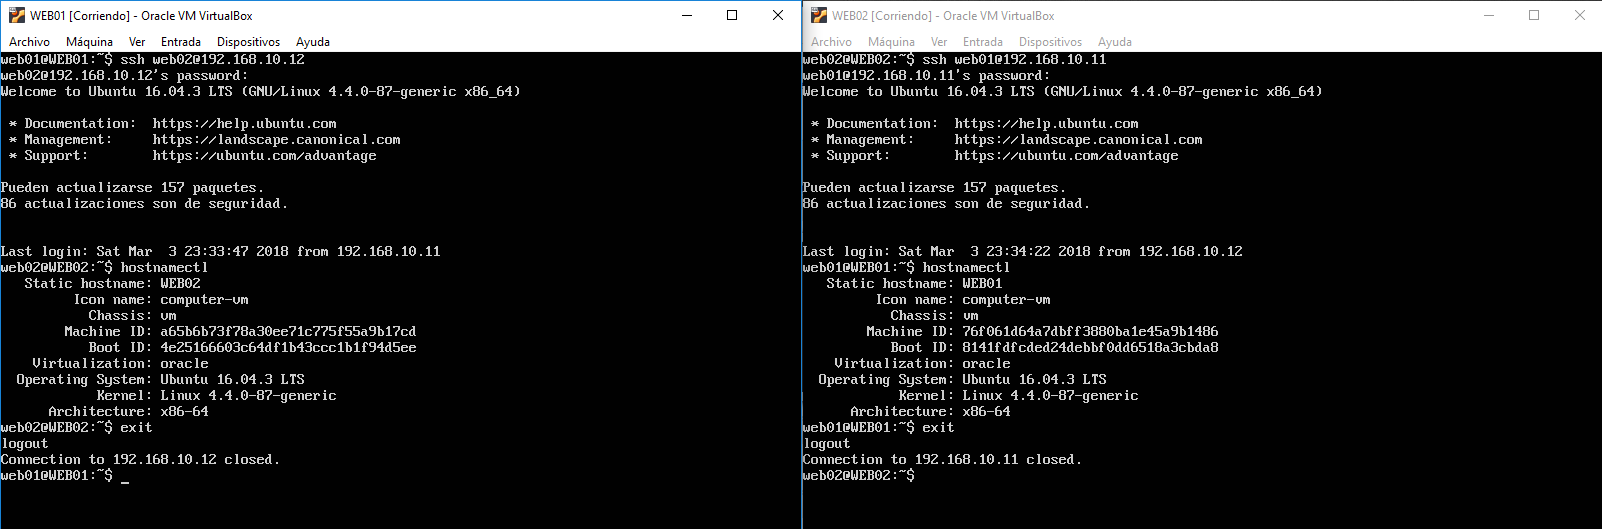 WEB01 [Corriendo] - Oracle VM VirtualBox
Archivo Máquina Ver Entrada Dispositivos Ayuda
web01@WEB01:~$ ssh web02@192.168.10.12
web02@192.168.10.12's password:
Welcome to Ubuntu 16.04.3 LTS (GNU/Linux 4.4.0-87-generic x86_64)
* Documentation: https://help.ubuntu.com
* Management: https://landscape.canonical.com
* Support: https://ubuntu.com/advantage
Pueden actualizarse 157 paquetes.
86 actualizaciones son de seguridad.
Last login: Sat Mar 3 23:33:47 2018 from 192.168.10.11
web02@WEB02:~$ hostnamectl
Static hostname: WEB02
Icon name: computer-vm
Chassis: vm
Machine ID: a65b6b73f78a30ee71c775f55a9b17cd
Boot ID: 4e25166603c64df1b43ccc1b1f94d5ee
Virtualization: oracle
Operating System: Ubuntu 16.04.3 LTS
Kernel: Linux 4.4.0-87-generic
Architecture: x86-64
web02@WEB02:~$ exit
logout
Connection to 192.168.10.12 closed.
web01@WEB01:~$ _
WEB02 [Corriendo] - Oracle VM VirtualBox
Archivo Máquina Ver Entrada Dispositivos Ayuda
web02@WEB02:~$ ssh web01@192.168.10.11
web01@192.168.10.11's password:
Welcome to Ubuntu 16.04.3 LTS (GNU/Linux 4.4.0-87-generic x86_64)
* Documentation: https://help.ubuntu.com
* Management: https://landscape.canonical.com
* Support: https://ubuntu.com/advantage
Pueden actualizarse 157 paquetes.
86 actualizaciones son de seguridad.
Last login: Sat Mar 3 23:34:22 2018 from 192.168.10.12
web01@WEB01:~$ hostnamectl
Static hostname: WEB01
Icon name: computer-vm
Chassis: vm
Machine ID: 76f061d64a7dbff3880ba1e45a9b1486
Boot ID: 8141fdfcded24debbf0dd6518a3cbda8
Virtualization: oracle
Operating System: Ubuntu 16.04.3 LTS
Kernel: Linux 4.4.0-87-generic
Architecture: x86-64
web01@WEB01:~$ exit
logout
Connection to 192.168.10.11 closed.
web02@WEB02:~$